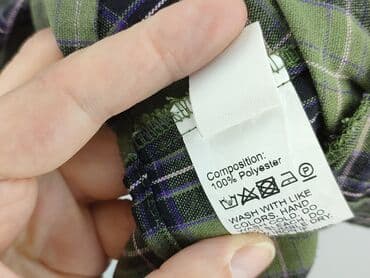 Composition:
100% Polyester
WASH WITH LIKE
COLORS, HAND